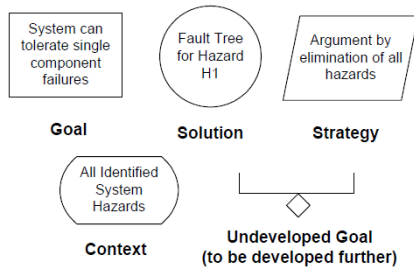 System can
tolerate single
component
failures
Goal
Fault Tree
for Hazard
H1
Solution
Argument by
elimination of all
hazards
Strategy
All Identified
System
Hazards
Context
Undeveloped Goal
(to be developed further)